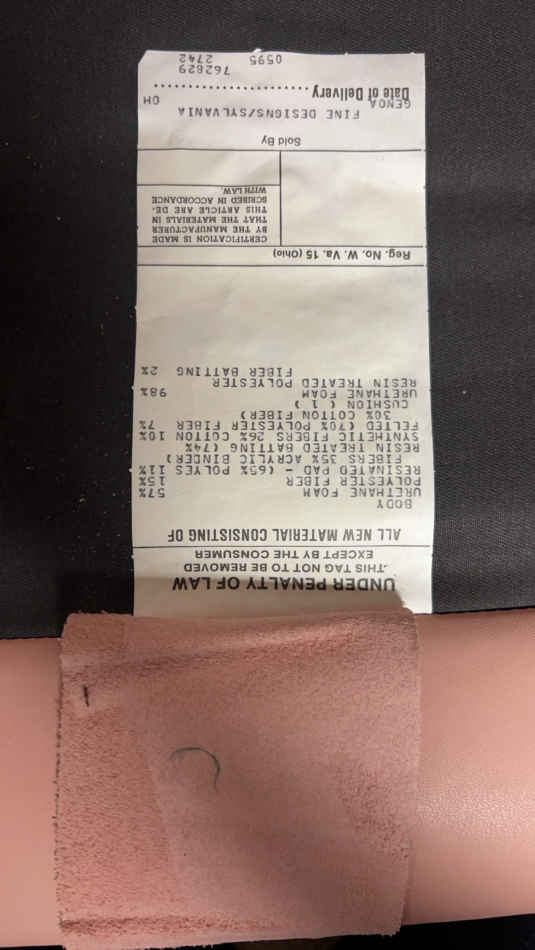 UNDER PENALTY OF LAW
.THIS TAG NOT TO BE REMOVED
EXCEPT BY THE CONSUMER
ALL NEW MATERIAL CONSISTING OF
BODY
URETHANE FOAM 57%
POLYESTER FIBER 15%
RESINATED PAD - (65% POLYES 11%
FIBERS 35% ACRYLIC BINDER)
RESIN TREATED BATTING (74%
SYNTHETIC FIBERS 26% COTTON 10%
FELTED (70% POLYESTER FIBER 7%
30% COTTON FIBER)
CUSHION ( 1 )
URETHANE FOAM 98%
RESIN TREATED POLYESTER
FIBER BATTING 2%
Reg. No. W. Va. 15 (Ohio)
CERTIFICATION IS MADE
BY THE MANUFACTURER
THAT THE MATERIALS IN
THIS ARTICLE ARE DE-
SCRIBED IN ACCORDANCE
WITH LAW.
Sold By
FINE DESIGNS/SYLVANIA
GENOA OH
Date of Delivery
762829
0595 2742